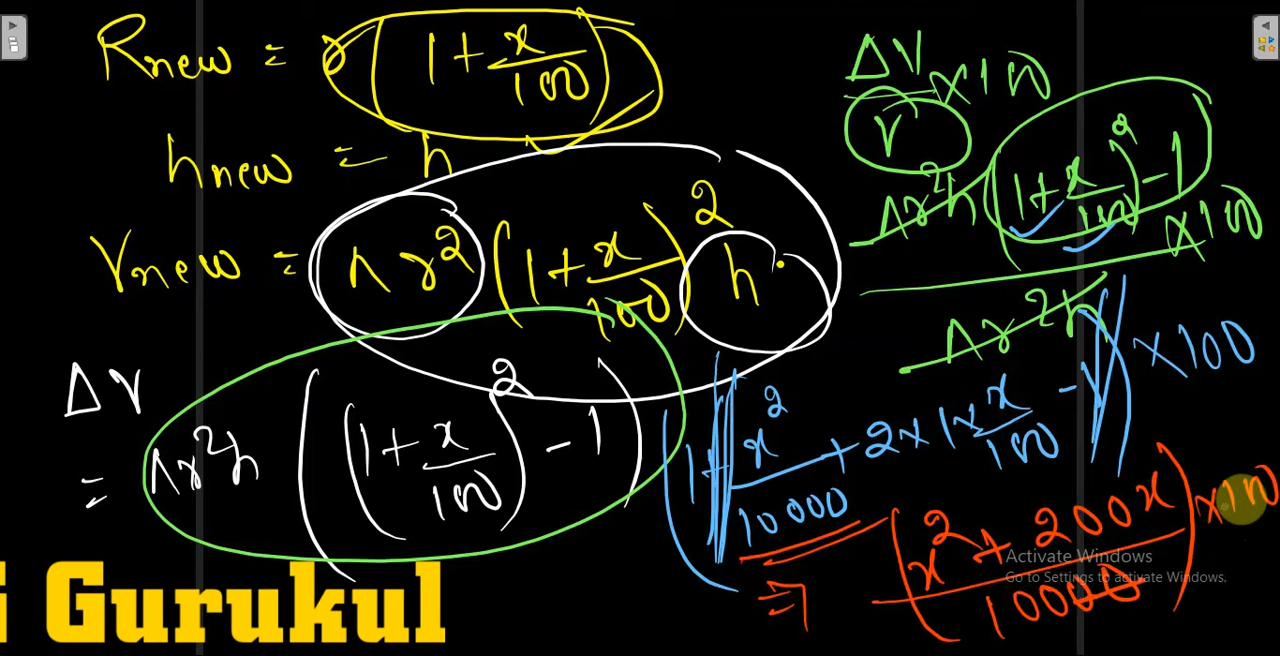 Rnew = r (1 + x/100)
hnew = h
Vnew = πr² (1 + x/100)² h
ΔV
= πr²h ((1 + x/100)² - 1)
ΔV/V × 100
πr²h ((1 + x/100)² - 1) × 100
πr²h
(1 + x²/10000 + 2 × 1 × x/100 - 1) × 100
⇒ (x² + 200x / 10000) × 100
Activate Windows
Go to Settings to activate Windows.
i Gurukul